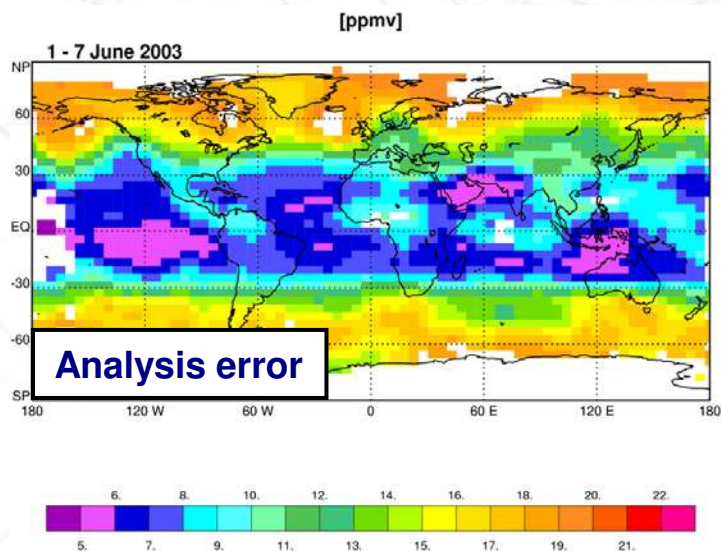 [ppmv]
1 - 7 June 2003
NP
60
30
EQ
-30
-60
SP
Analysis error
180 120 W 60 W 0 60 E 120 E 180
6. 8. 10. 12. 14. 16. 18. 20. 22.
5. 7. 9. 11. 13. 15. 17. 19. 21.